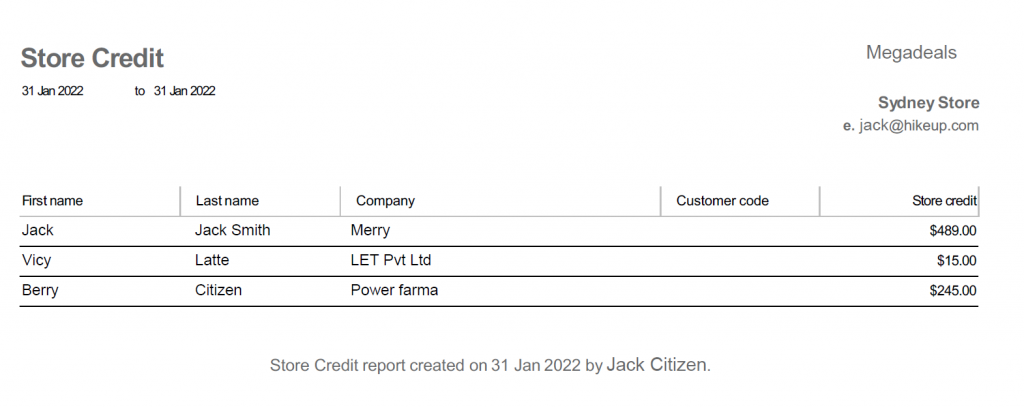 Store Credit
Megadeals
31 Jan 2022 to 31 Jan 2022
Sydney Store
e. jack@hikeup.com
First name Last name Company Customer code Store credit
Jack Jack Smith Merry $489.00
Vicy Latte LET Pvt Ltd $15.00
Berry Citizen Power farma $245.00
Store Credit report created on 31 Jan 2022 by Jack Citizen.